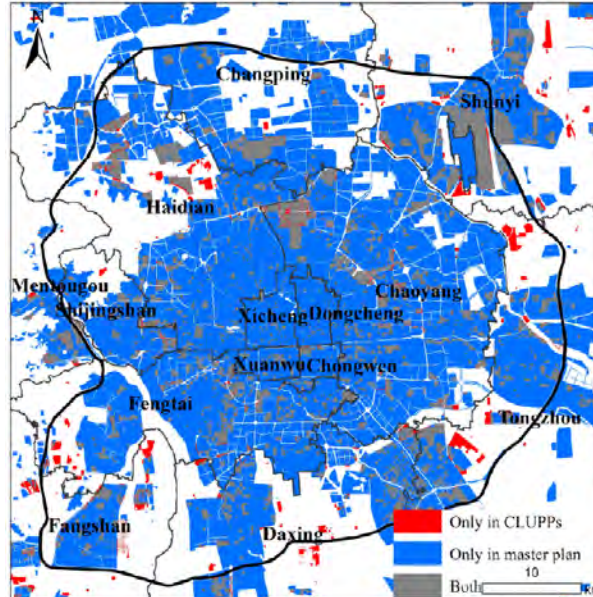 N
Changping
Shunyi
Haidian
Mentougou
Shijingshan
Chaoyang
Xicheng Dongcheng
Xuanwu Chongwen
Fengtai
Tongzhou
Fangshan
Daxing
Only in CLUPPs
Only in master plan
Both
10